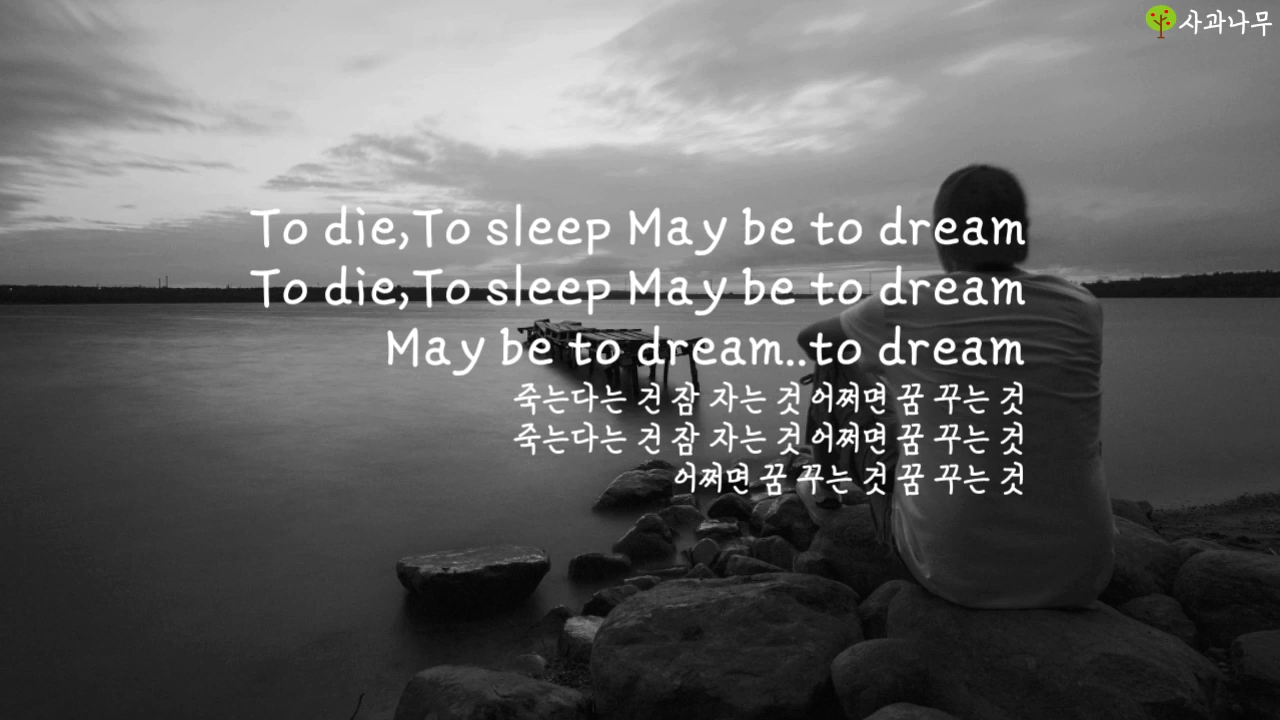 사과나무
To die,To sleep May be to dream
To die,To sleep May be to dream
May be to dream..to dream
죽는다는 건 잠 자는 것 어쩌면 꿈 꾸는 것
죽는다는 건 잠 자는 것 어쩌면 꿈 꾸는 것
어쩌면 꿈 꾸는 것 꿈 꾸는 것